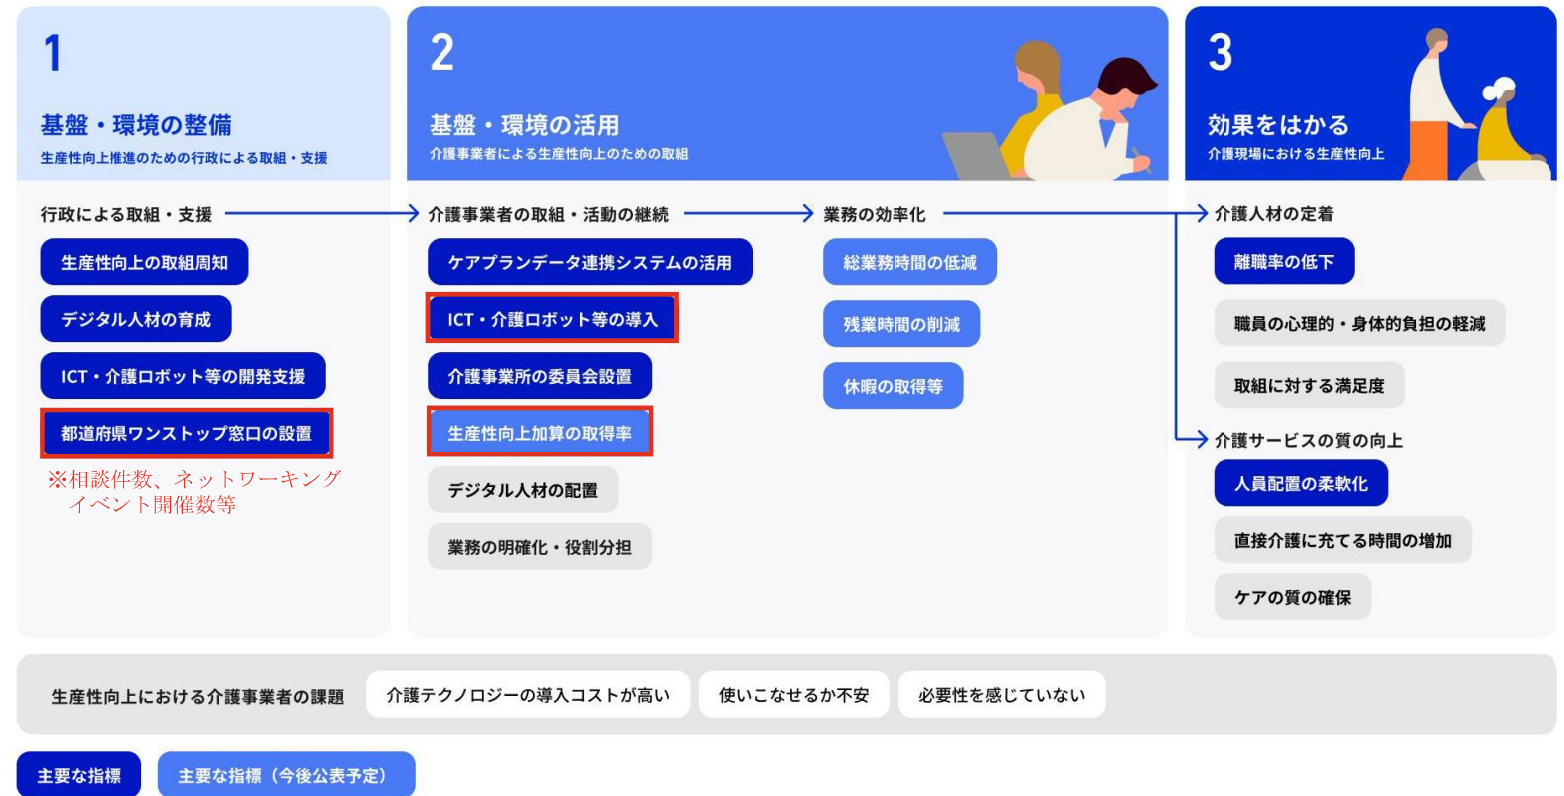 1
基盤・環境の整備
生産性向上推進のための行政による取組・支援
行政による取組・支援
生産性向上の取組周知
デジタル人材の育成
ICT・介護ロボット等の開発支援
都道府県ワンストップ窓口の設置
※相談件数、ネットワーキング
イベント開催数等
2
基盤・環境の活用
介護事業者による生産性向上のための取組
介護事業者の取組・活動の継続
ケアプランデータ連携システムの活用
ICT・介護ロボット等の導入
介護事業所の委員会設置
生産性向上加算の取得率
デジタル人材の配置
業務の明確化・役割分担
業務の効率化
総業務時間の低減
残業時間の削減
休暇の取得等
3
効果をはかる
介護現場における生産性向上
介護人材の定着
離職率の低下
職員の心理的・身体的負担の軽減
取組に対する満足度
介護サービスの質の向上
人員配置の柔軟化
直接介護に充てる時間の増加
ケアの質の確保
生産性向上における介護事業者の課題
介護テクノロジーの導入コストが高い
使いこなせるか不安
必要性を感じていない
主要な指標
主要な指標（今後公表予定）